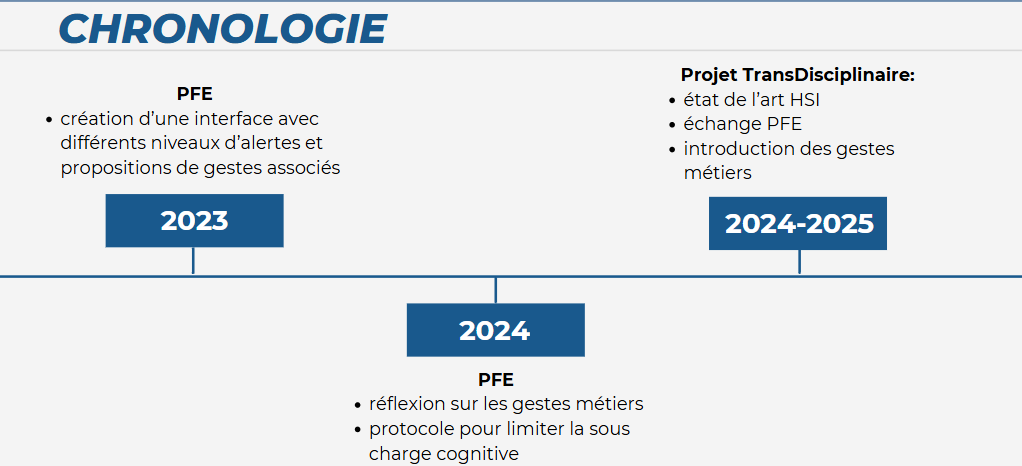 CHRONOLOGIE
PFE
• création d'une interface avec
différents niveaux d'alertes et
propositions de gestes associés
2023
2024
PFE
• réflexion sur les gestes métiers
• protocole pour limiter la sous
charge cognitive
Projet TransDisciplinaire:
• état de l'art HSI
• échange PFE
• introduction des gestes
métiers
2024-2025